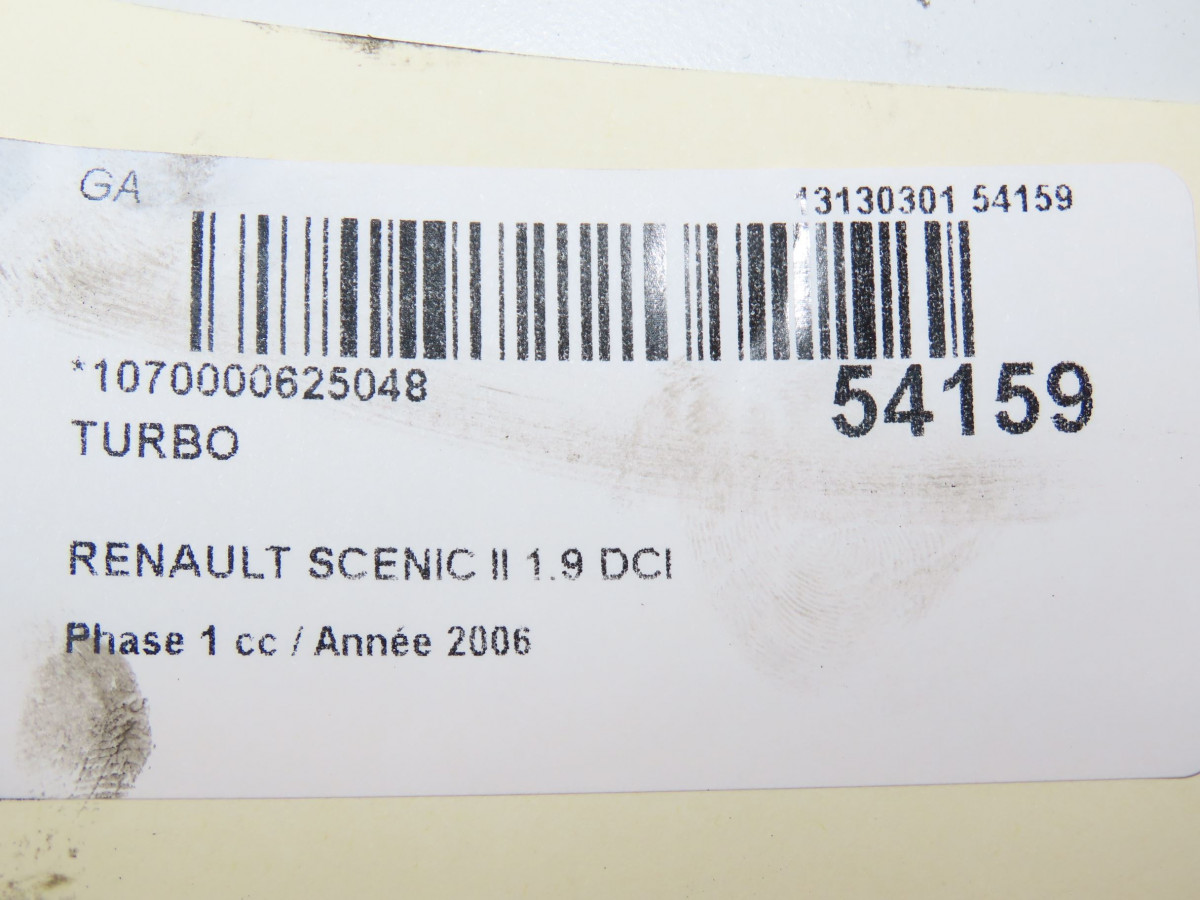 GA
13130301 54159
*1070000625048
54159
TURBO
RENAULT SCENIC II 1.9 DCI
Phase 1 cc / Année 2006